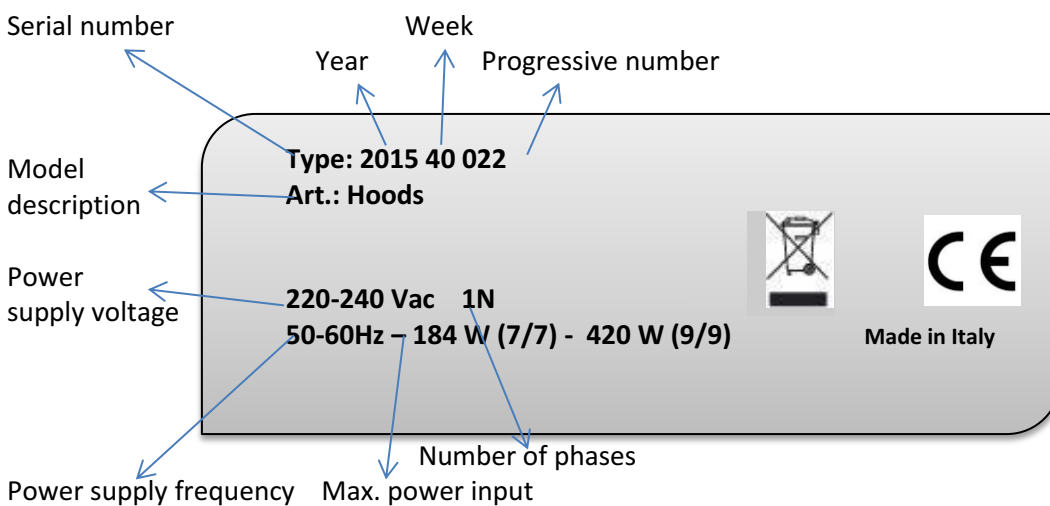 Serial number
Week
Year
Progressive number
Type: 2015 40 022
Model
description
Art.: Hoods
Power
supply voltage
220-240 Vac 1N
50-60Hz – 184 W (7/7) - 420 W (9/9)
CE
Made in Italy
Number of phases
Power supply frequency
Max. power input